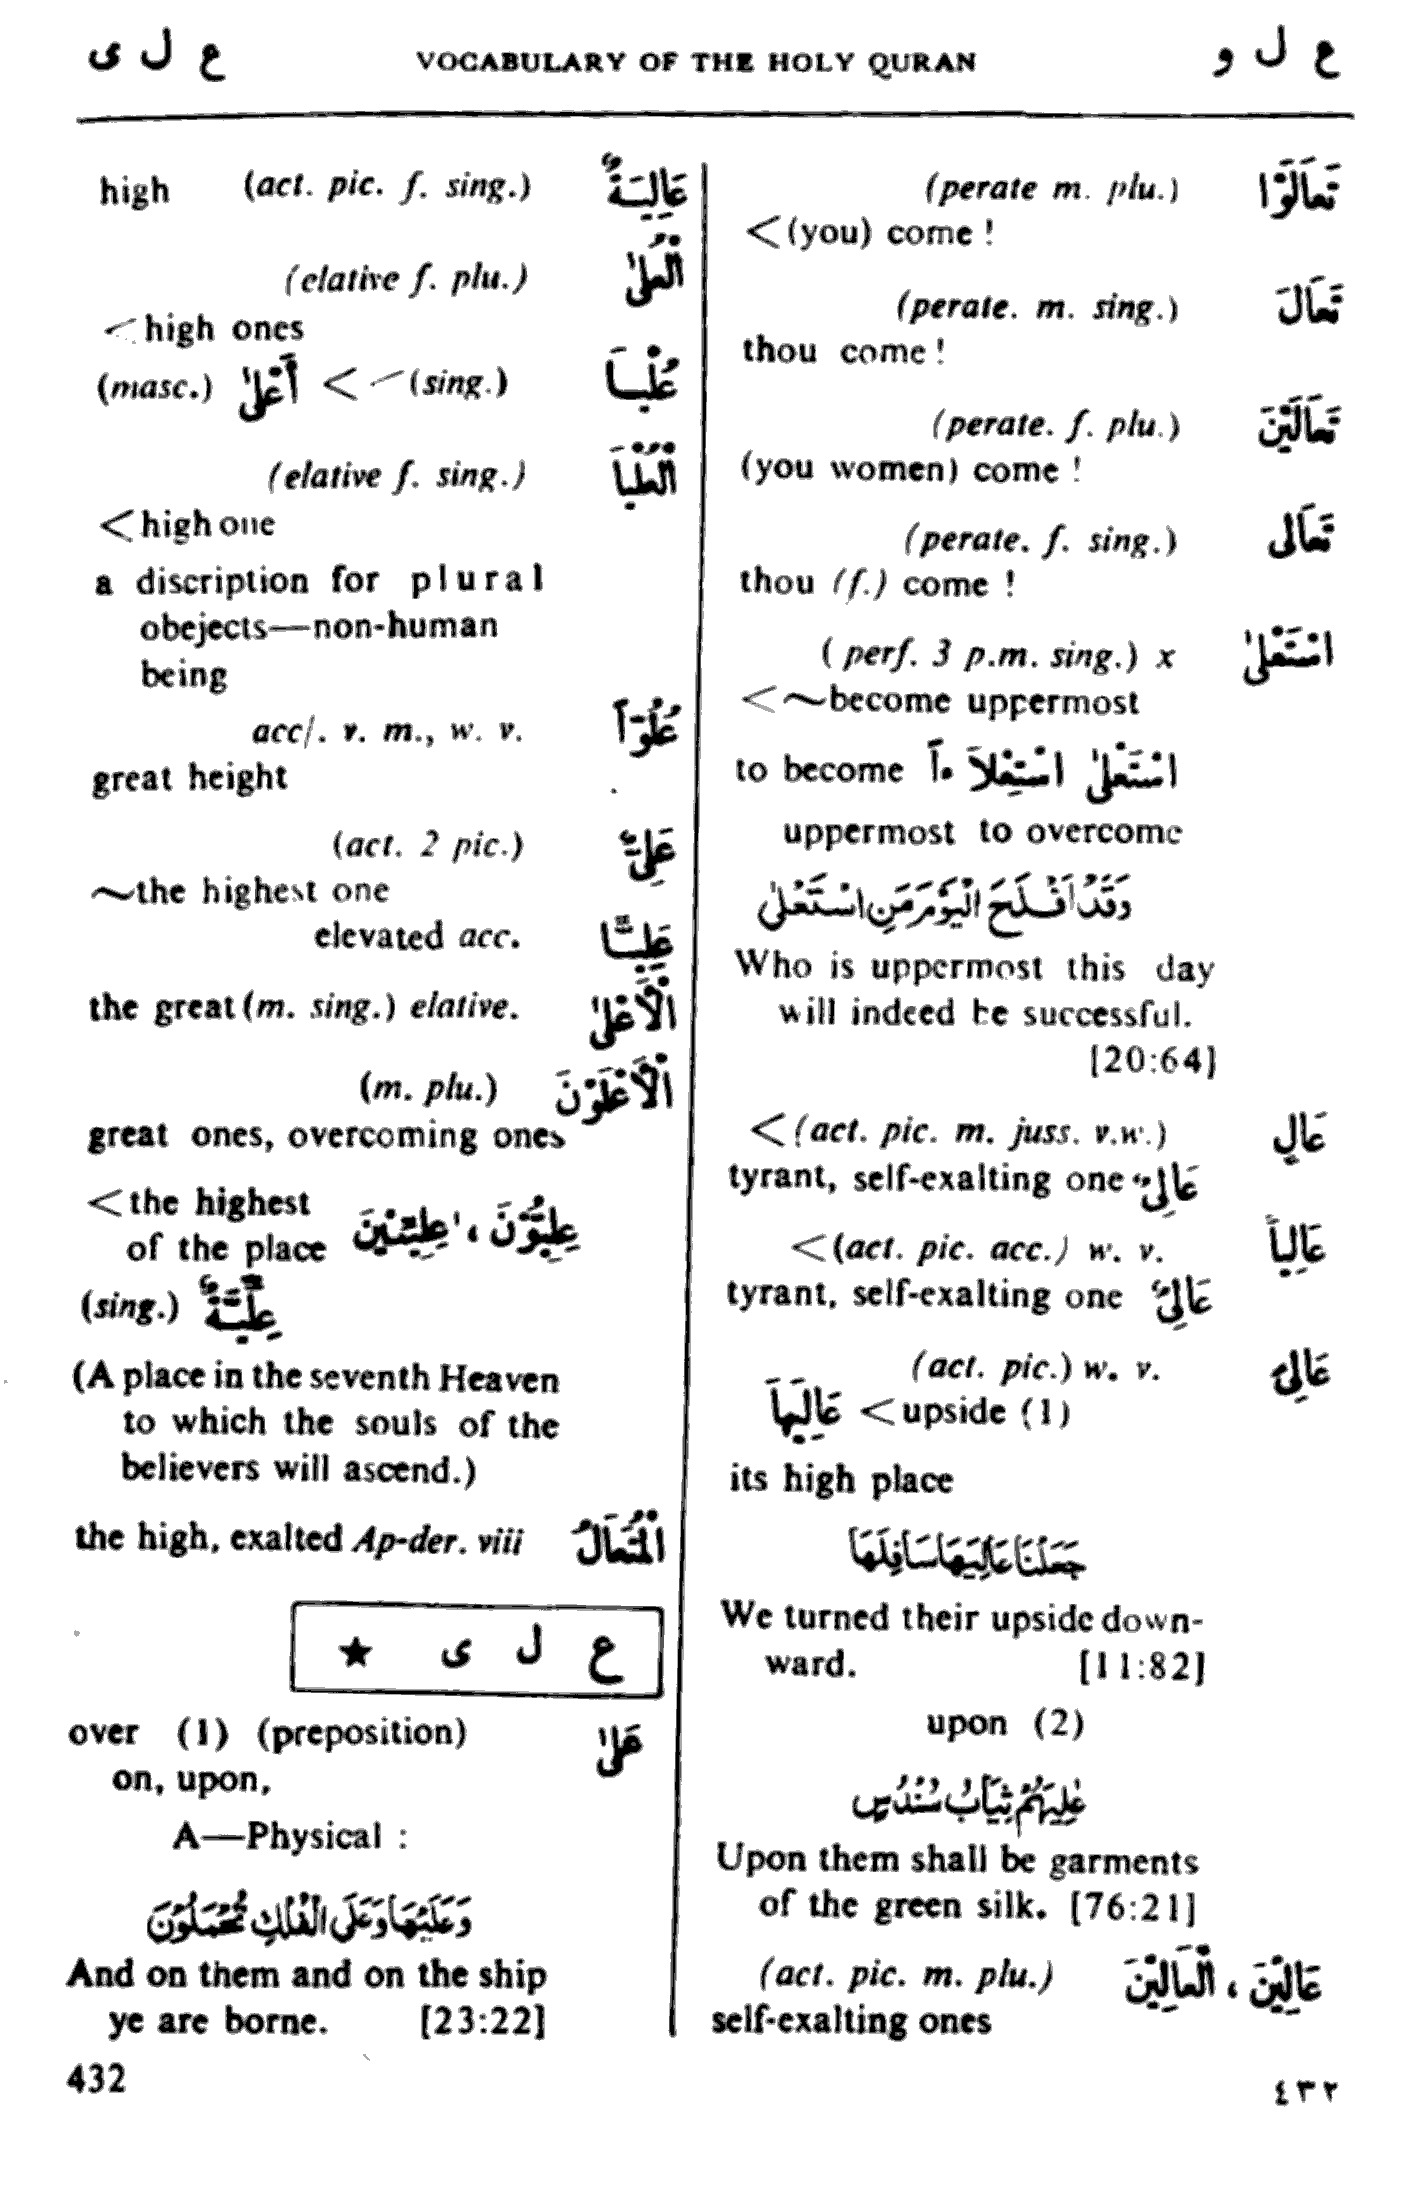 ع ل و VOCABULARY OF THE HOLY QURAN ع ل ى
(perate m. plu.) تَعَالَوْا
<(you) come !
(perate. m. sing.) تَعَالَ
thou come !
(perate. f. plu.) تَعَالَيْنَ
(you women) come !
(perate. f. sing.) تَعَالى
thou (f.) come !
( perf. 3 p.m. sing.) x اسْتَعْلىٰ
<~become uppermost
to become اسْتَعْلىٰ اسْتِعْلَاءً
uppermost to overcome
وَقَدْ اَفْلَحَ الْيَوْمَ مَنِ اسْتَعْلىٰ
Who is uppermost this day
will indeed be successful.
[20:64]
<(act. pic. m. juss. v.w.) عَالٍ
tyrant, self-exalting one عَالِيٌ
<(act. pic. acc.) w. v. عَالِياً
tyrant, self-exalting one عَالِيٌ
(act. pic.) w. v. عَالِيَ
عَالِيَهَا <upside (1)
its high place
جَعَلْنَا عَالِيَهَا سَافِلَهَا
We turned their upside down-
ward. [11:82]
upon (2)
عٰلِيَهُمْ ثِيَابُ سُنْدُسٍ
Upon them shall be garments
of the green silk. [76:21]
(act. pic. m. plu.) عَالِيْنَ ، الْعَالِيْنَ
self-exalting ones
high (act. pic. f. sing.) عَالِيَةٌ
(elative f. plu.) الْعُلىٰ
<high ones
(masc.) أَعْلىٰ < (sing.) عُلْيَا
(elative f. sing.) الْعُلْيَا
<high one
a discription for plural
obejects—non-human
being
acc/. v. m., w. v. عُلُوّاً
great height
(act. 2 pic.) عَلِيٌّ
~the highest one
elevated acc. عَلِيًّا
the great (m. sing.) elative. الْأَعْلىٰ
(m. plu.) الْأَعْلَوْنَ
great ones, overcoming ones
<the highest عِلِّيُّونَ ، عِلِّيِّيْنَ
of the place
(sing.) عِلِّيَّةٌ
(A place in the seventh Heaven
to which the souls of the
believers will ascend.)
the high, exalted Ap-der. viii الْمُتَعَالُ
ع ل ى ★
over (1) (preposition) عَلىٰ
on, upon,
A—Physical :
وَعَلَيْهَا وَعَلَى الْفُلْكِ تُحْمَلُوْنَ
And on them and on the ship
ye are borne. [23:22]
432 ٤٣٢